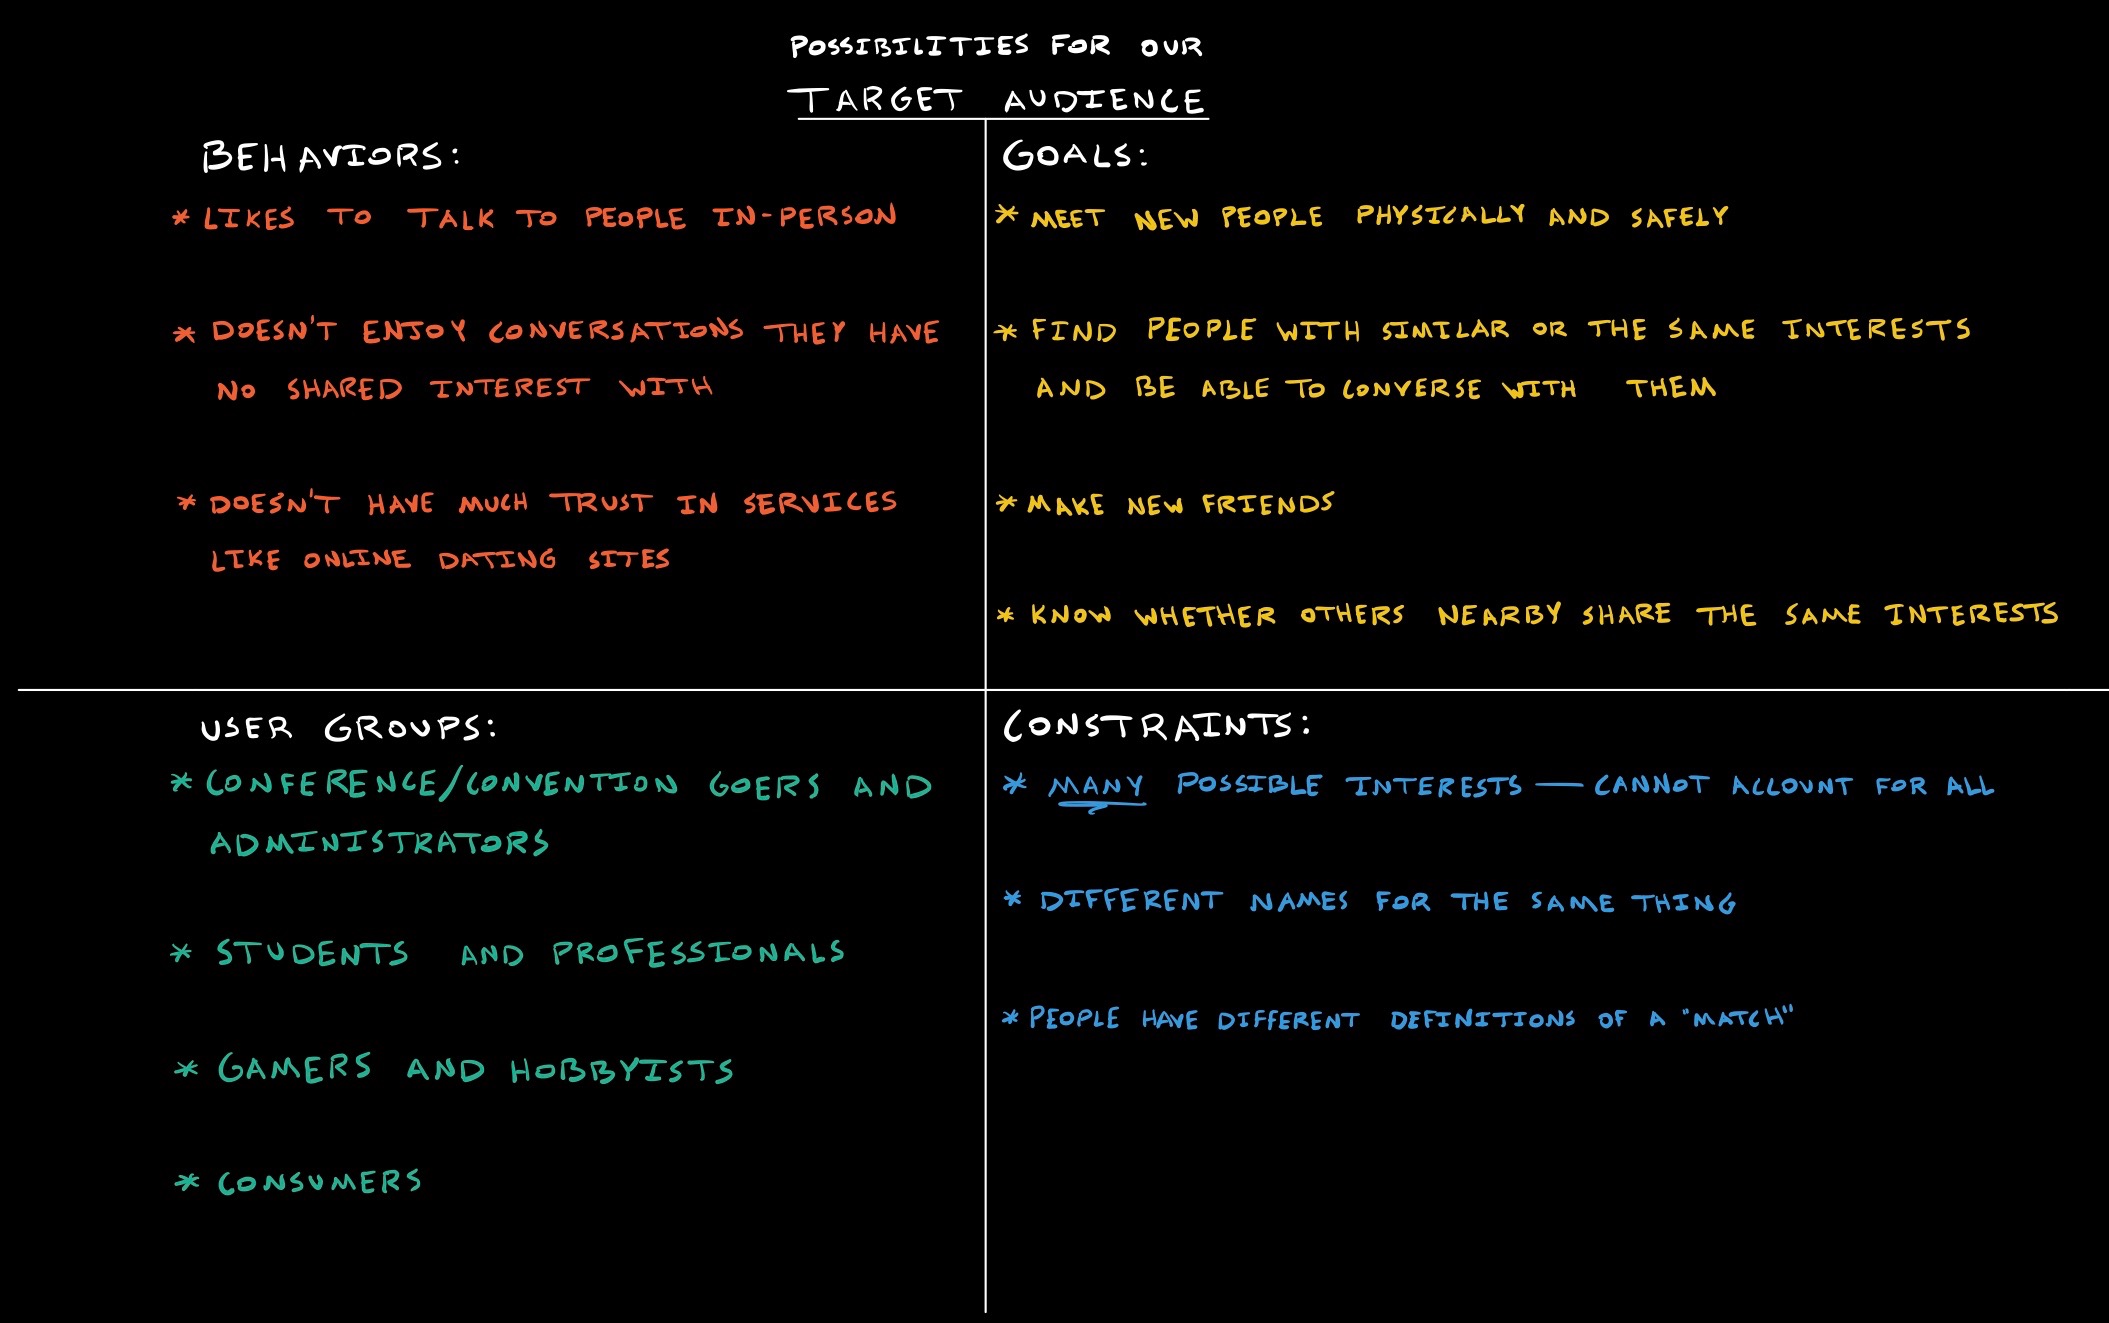 POSSIBILITIES FOR OUR
TARGET AUDIENCE
BEHAVIORS:
* LIKES TO TALK TO PEOPLE IN-PERSON
* DOESN'T ENJOY CONVERSATIONS THEY HAVE
NO SHARED INTEREST WITH
* DOESN'T HAVE MUCH TRUST IN SERVICES
LIKE ONLINE DATING SITES
GOALS:
* MEET NEW PEOPLE PHYSICALLY AND SAFELY
* FIND PEOPLE WITH SIMILAR OR THE SAME INTERESTS
AND BE ABLE TO CONVERSE WITH THEM
* MAKE NEW FRIENDS
* KNOW WHETHER OTHERS NEARBY SHARE THE SAME INTERESTS
USER GROUPS:
* CONFERENCE/CONVENTION GOERS AND
ADMINISTRATORS
* STUDENTS AND PROFESSIONALS
* GAMERS AND HOBBYISTS
* CONSUMERS
CONSTRAINTS:
* MANY POSSIBLE INTERESTS — CANNOT ACCOUNT FOR ALL
* DIFFERENT NAMES FOR THE SAME THING
* PEOPLE HAVE DIFFERENT DEFINITIONS OF A "MATCH"